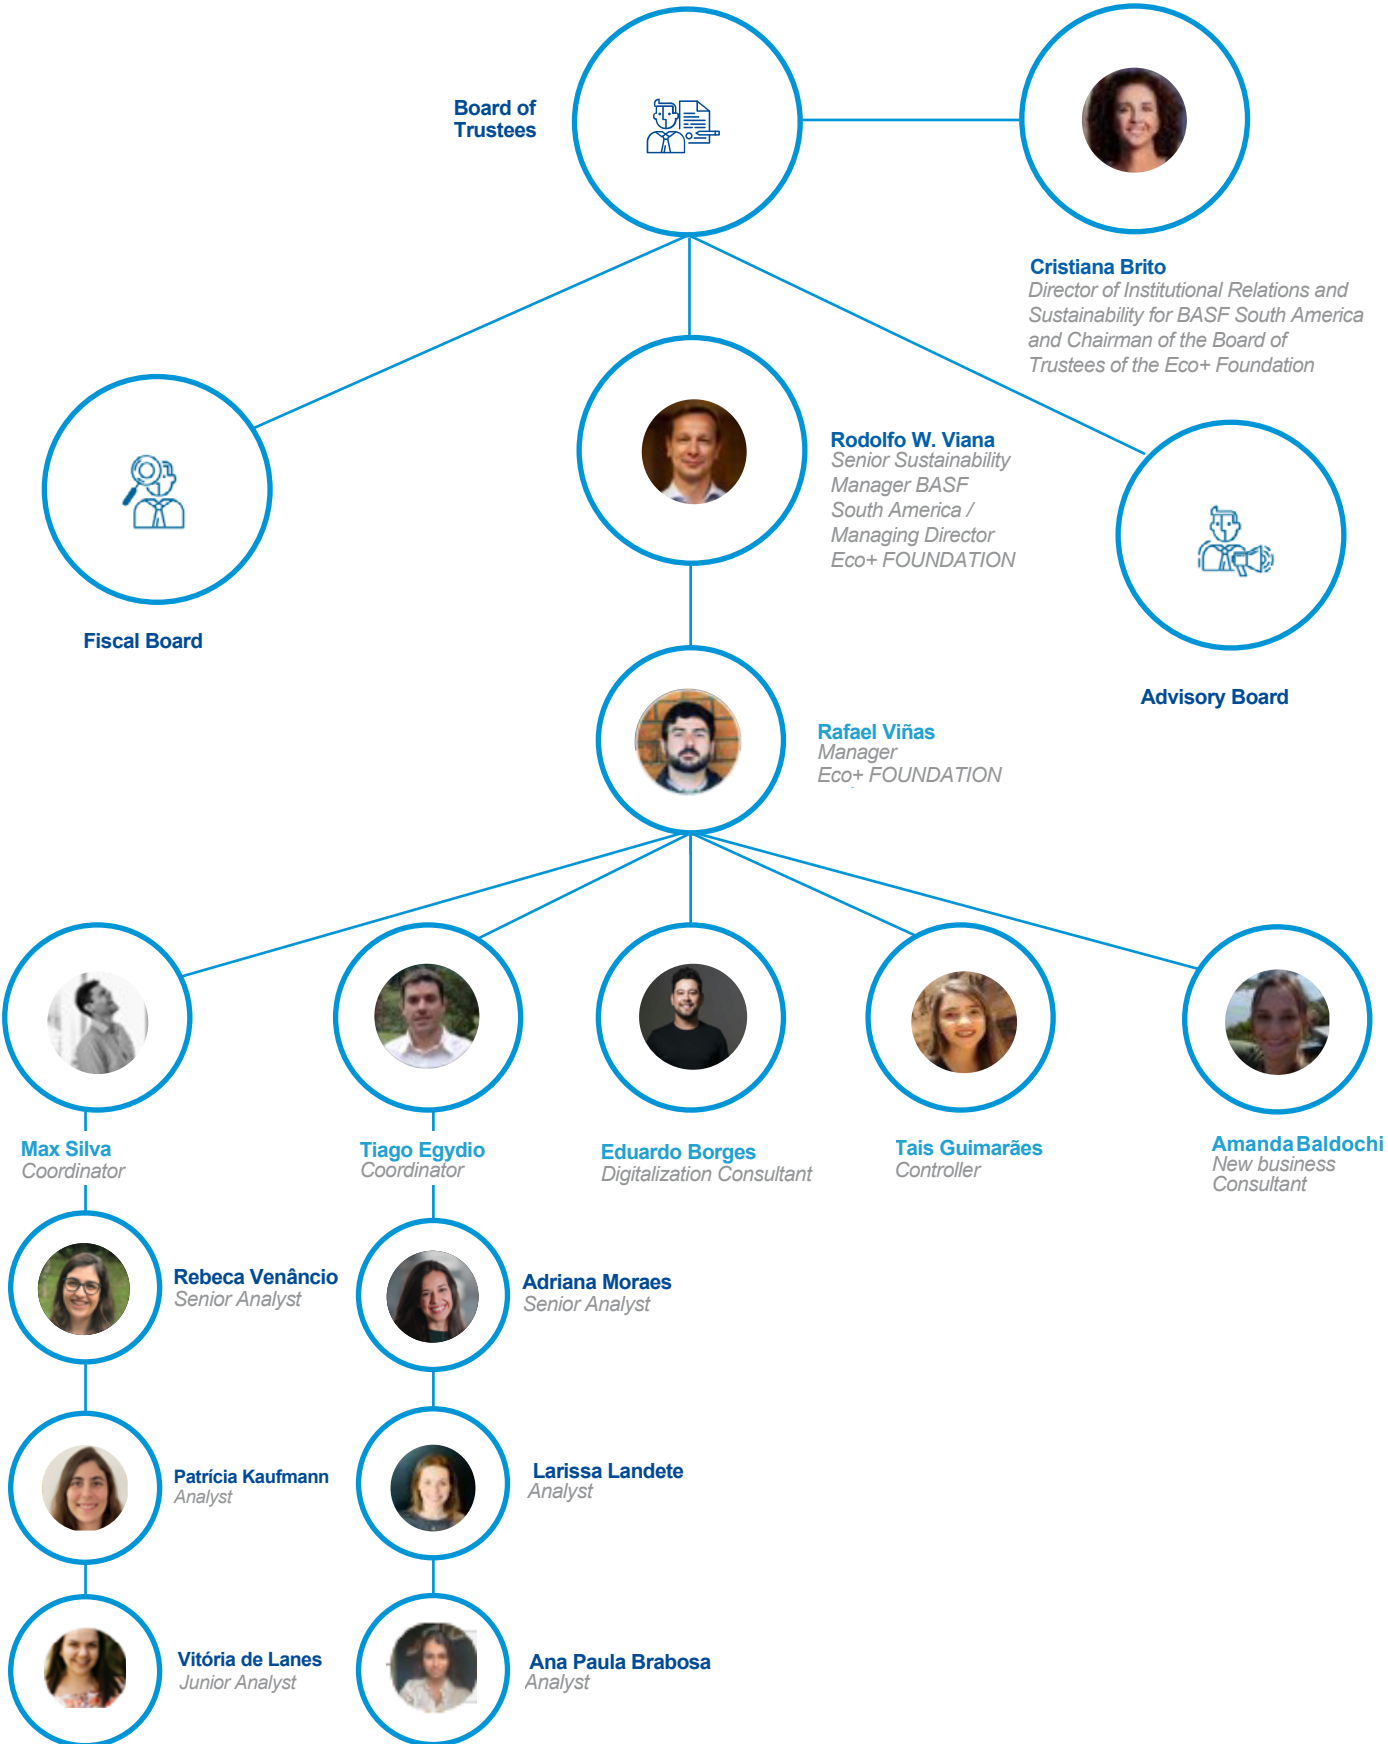 Board of
Trustees
Cristiana Brito
Director of Institutional Relations and
Sustainability for BASF South America
and Chairman of the Board of
Trustees of the Eco+ Foundation
Rodolfo W. Viana
Senior Sustainability
Manager BASF
South America /
Managing Director
Eco+ FOUNDATION
Fiscal Board
Advisory Board
Rafael Viñas
Manager
Eco+ FOUNDATION
Max Silva
Coordinator
Tiago Egydio
Coordinator
Eduardo Borges
Digitalization Consultant
Tais Guimarães
Controller
Amanda Baldochi
New business
Consultant
Rebeca Venâncio
Senior Analyst
Adriana Moraes
Senior Analyst
Patrícia Kaufmann
Analyst
Larissa Landete
Analyst
Vitória de Lanes
Junior Analyst
Ana Paula Brabosa
Analyst